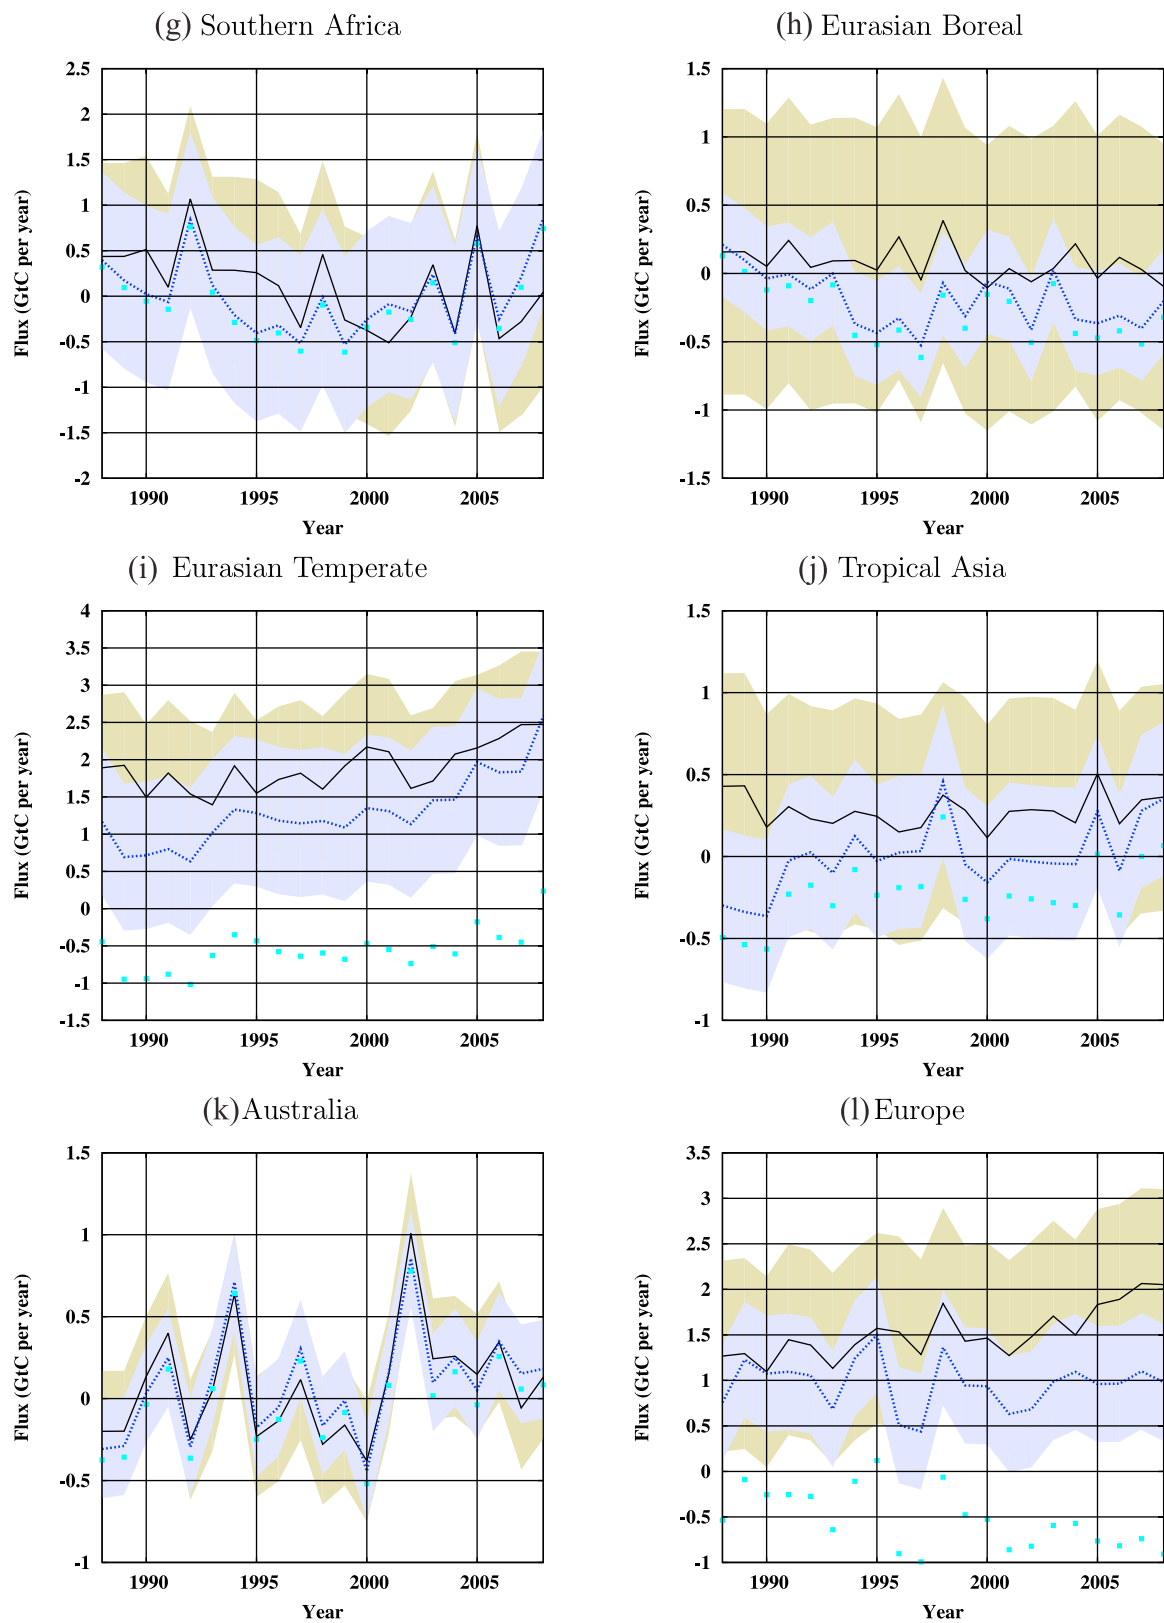 (g) Southern Africa
2.5
2
1.5
1
0.5
0
-0.5
-1
-1.5
-2
Flux (GtC per year)
1990 1995 2000 2005
Year
(h) Eurasian Boreal
1.5
1
0.5
0
-0.5
-1
-1.5
Flux (GtC per year)
1990 1995 2000 2005
Year
(i) Eurasian Temperate
4
3.5
3
2.5
2
1.5
1
0.5
0
-0.5
-1
-1.5
Flux (GtC per year)
1990 1995 2000 2005
Year
(j) Tropical Asia
1.5
1
0.5
0
-0.5
-1
Flux (GtC per year)
1990 1995 2000 2005
Year
(k) Australia
1.5
1
0.5
0
-0.5
-1
Flux (GtC per year)
1990 1995 2000 2005
Year
(l) Europe
3.5
3
2.5
2
1.5
1
0.5
0
-0.5
-1
Flux (GtC per year)
1990 1995 2000 2005
Year